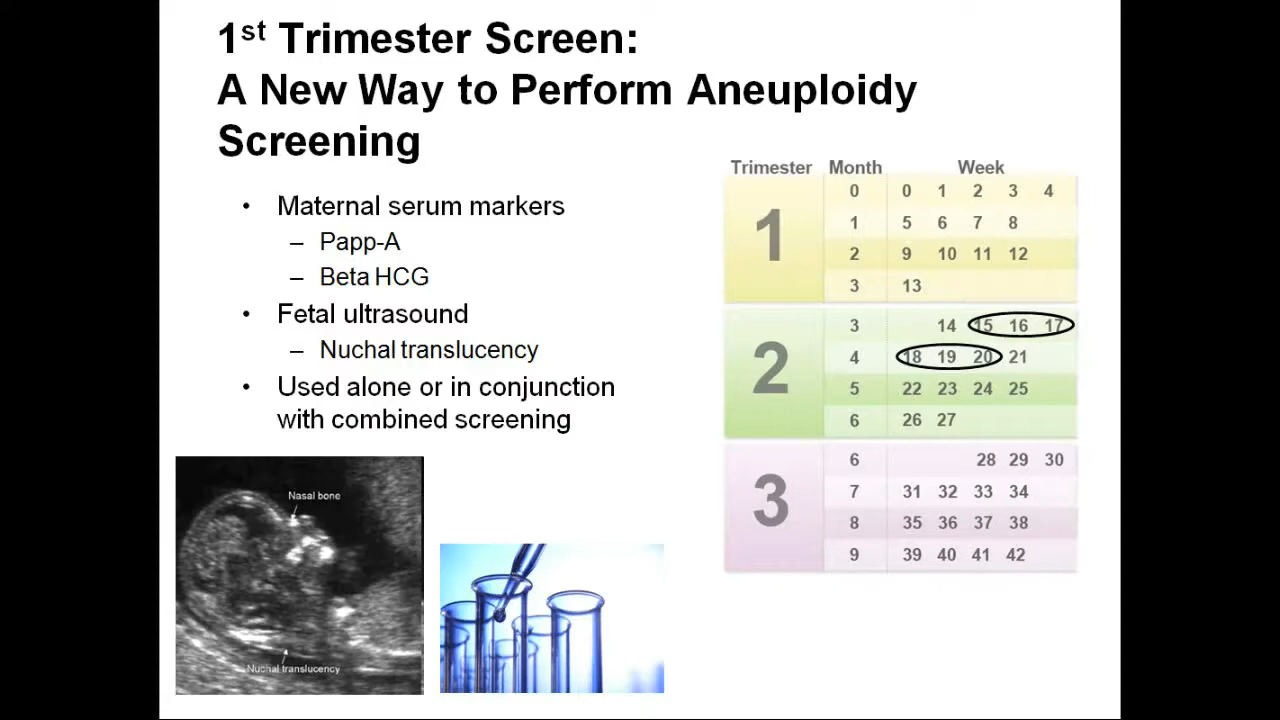 1st Trimester Screen:
A New Way to Perform Aneuploidy
Screening
• Maternal serum markers
– Papp-A
– Beta HCG
• Fetal ultrasound
– Nuchal translucency
• Used alone or in conjunction
with combined screening
Nasal bone
Nuchal translucency
Trimester Month Week
1
0 0 1 2 3 4
1 5 6 7 8
2 9 10 11 12
3 13
2
3 14 15 16 17
4 18 19 20 21
5 22 23 24 25
6 26 27
3
6 28 29 30
7 31 32 33 34
8 35 36 37 38
9 39 40 41 42